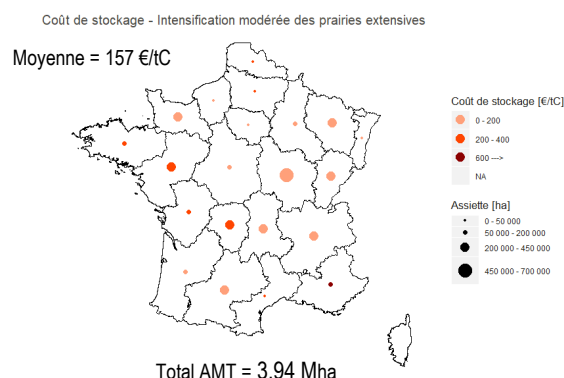 Coût de stockage - Intensification modérée des prairies extensives
Moyenne = 157 €/tC
Coût de stockage [€/tC]
0 - 200
200 - 400
600 --->
NA
Assiette [ha]
0 - 50 000
50 000 - 200 000
200 000 - 450 000
450 000 - 700 000
Total AMT = 3,94 Mha